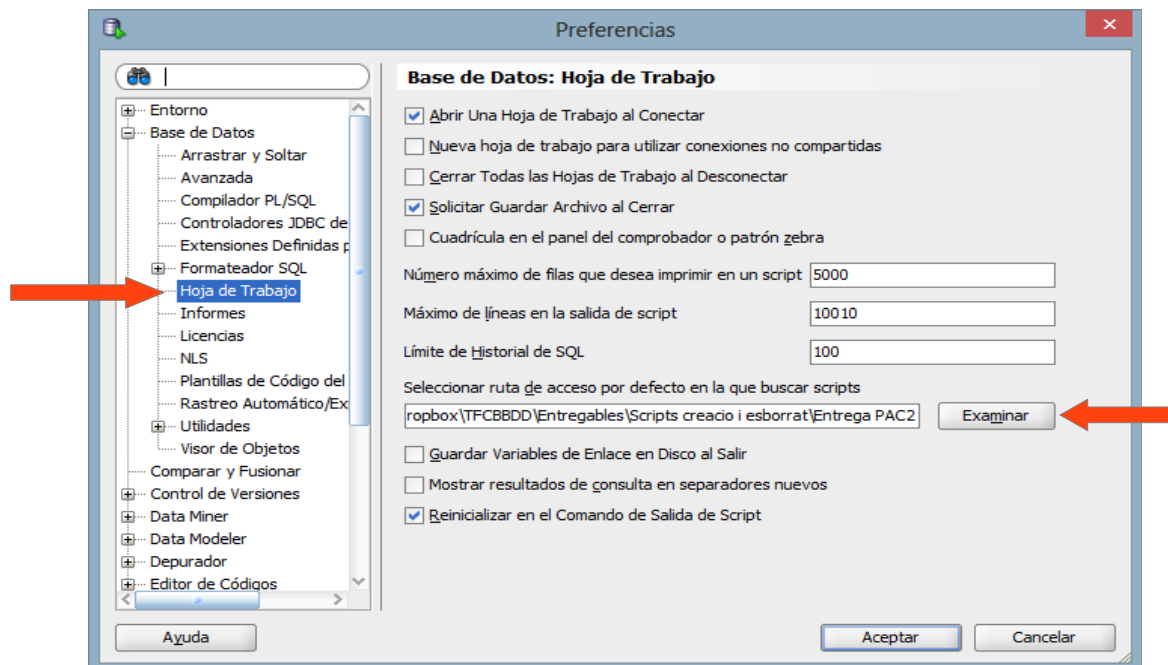 Preferencias
Entorno
Base de Datos
Arrastrar y Soltar
Avanzada
Compilador PL/SQL
Controladores JDBC de
Extensiones Definidas p
Formateador SQL
Hoja de Trabajo
Informes
Licencias
NLS
Plantillas de Código del
Rastreo Automático/Ex
Utilidades
Visor de Objetos
Comparar y Fusionar
Control de Versiones
Data Miner
Data Modeler
Depurador
Editor de Códigos
Base de Datos: Hoja de Trabajo
Abrir Una Hoja de Trabajo al Conectar
Nueva hoja de trabajo para utilizar conexiones no compartidas
Cerrar Todas las Hojas de Trabajo al Desconectar
Solicitar Guardar Archivo al Cerrar
Cuadrícula en el panel del comprobador o patrón zebra
Número máximo de filas que desea imprimir en un script 5000
Máximo de líneas en la salida de script 10010
Límite de Historial de SQL 100
Seleccionar ruta de acceso por defecto en la que buscar scripts
ropbox\TFCBBDD\Entregables\Scripts creacio i esborrat\Entrega PAC2 Examinar
Guardar Variables de Enlace en Disco al Salir
Mostrar resultados de consulta en separadores nuevos
Reinicializar en el Comando de Salida de Script
Ayuda Aceptar Cancelar